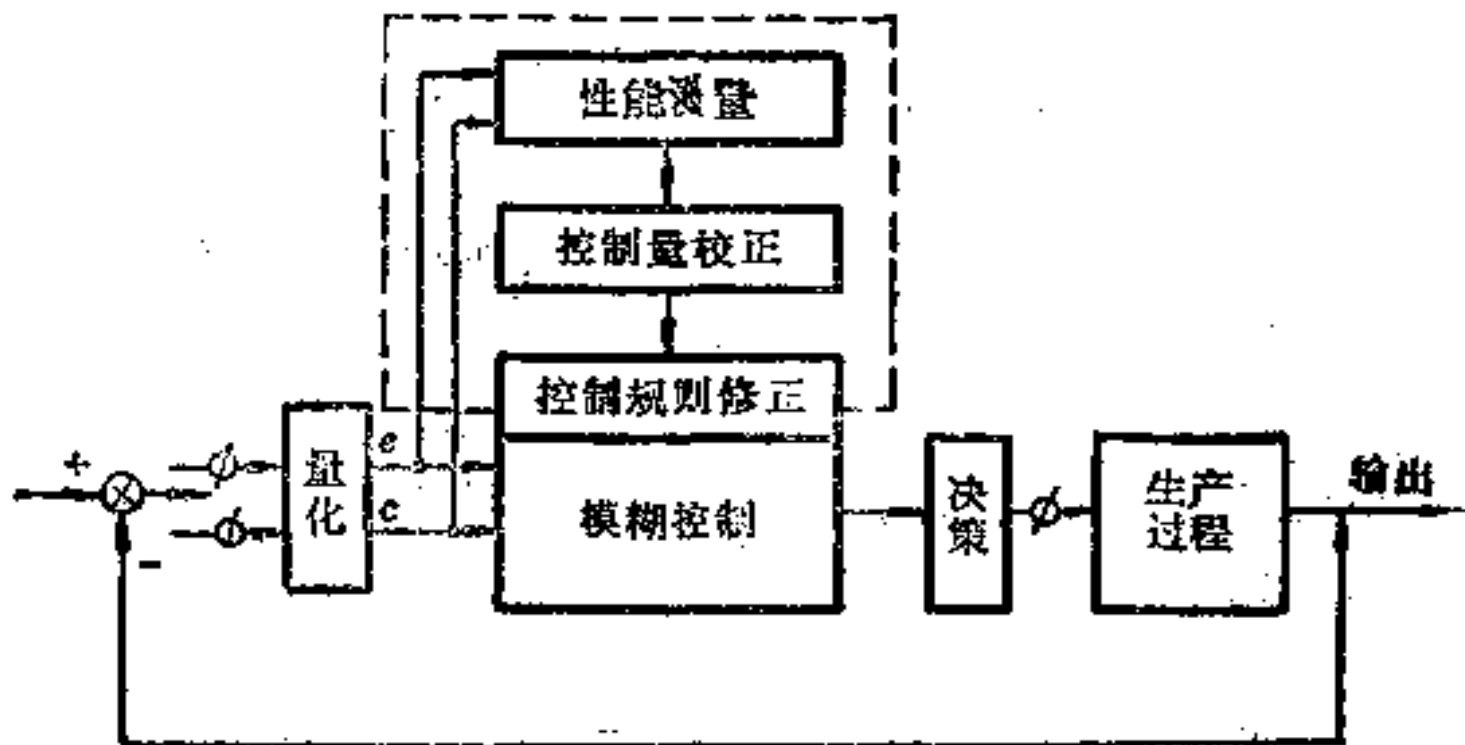 性能测量
控制量校正
控制规则修正
+
e
量
化
c
模糊控制
决
策
生产
过程
输出
-